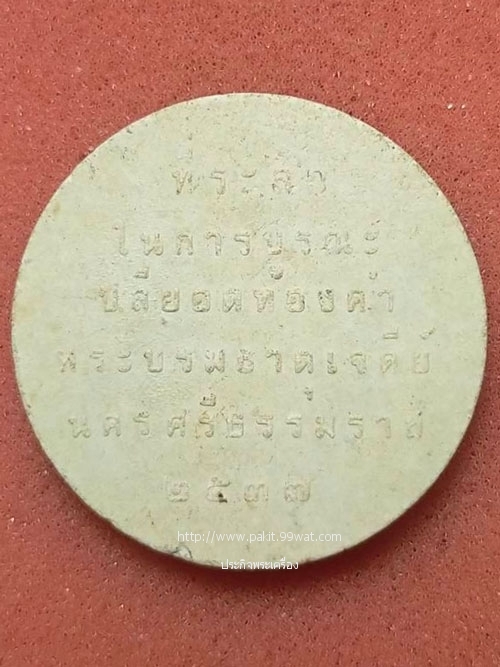 ที่ระลึก
ในการบูรณะ
ปลียอดทองคำ
พระบรมธาตุเจดีย์
นครศรีธรรมราช
๒๕๓๗
http://www.pakit.99wat.com
ประกิจพระเครื่อง